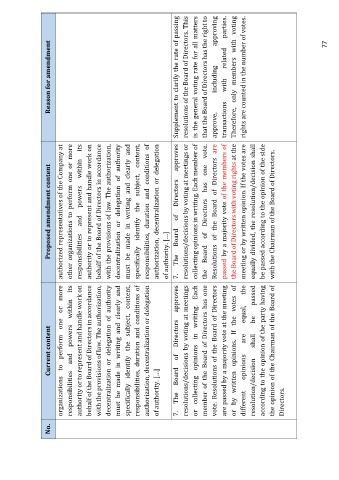 No.
Current content
Proposed amendment content
Reason for amendment
organizations to perform one or more
responsibilities and powers within its
authority or to represent and handle work on
behalf of the Board of Directors in accordance
with the provisions of law. The authorization,
decentralization or delegation of authority
must be made in writing and clearly and
specifically identify the subject, content,
responsibilities, duration and conditions of
authorization, decentralization or delegation
of authority. [...]
authorized representatives of the Company at
other organizations to perform one or more
responsibilities and powers within its
authority or to represent and handle work on
behalf of the Board of Directors in accordance
with the provisions of law. The authorization,
decentralization or delegation of authority
must be made in writing and clearly and
specifically identify the subject, content,
responsibilities, duration and conditions of
authorization, decentralization or delegation
of authority. [...]
7. The Board of Directors approves
resolutions/decisions by voting at meetings
or collecting opinions in writing. Each
member of the Board of Directors has one
vote. Resolutions of the Board of Directors
are passed by a majority vote at the meeting
or by written opinions. If the votes of
different opinions are equal, the
resolution/decision shall be passed
according to the opinion of the party having
the opinion of the Chairman of the Board of
Directors.
7. The Board of Directors approves
resolutions/decisions by voting at meetings or
collecting opinions in writing. Each member of
the Board of Directors has one vote.
Resolutions of the Board of Directors are
passed by a majority vote of the members of
the Board of Directors with voting rights at the
meeting or by written opinion. If the votes are
equally divided, the resolution/decision shall
be passed according to the opinion of the side
with the Chairman of the Board of Directors.
Supplement to clarify the rate of passing
resolutions of the Board of Directors. This
is the general voting rate for all matters
that the Board of Directors has the right to
approve, including approving
transactions with related parties.
Therefore, only members with voting
rights are counted in the number of votes.
77